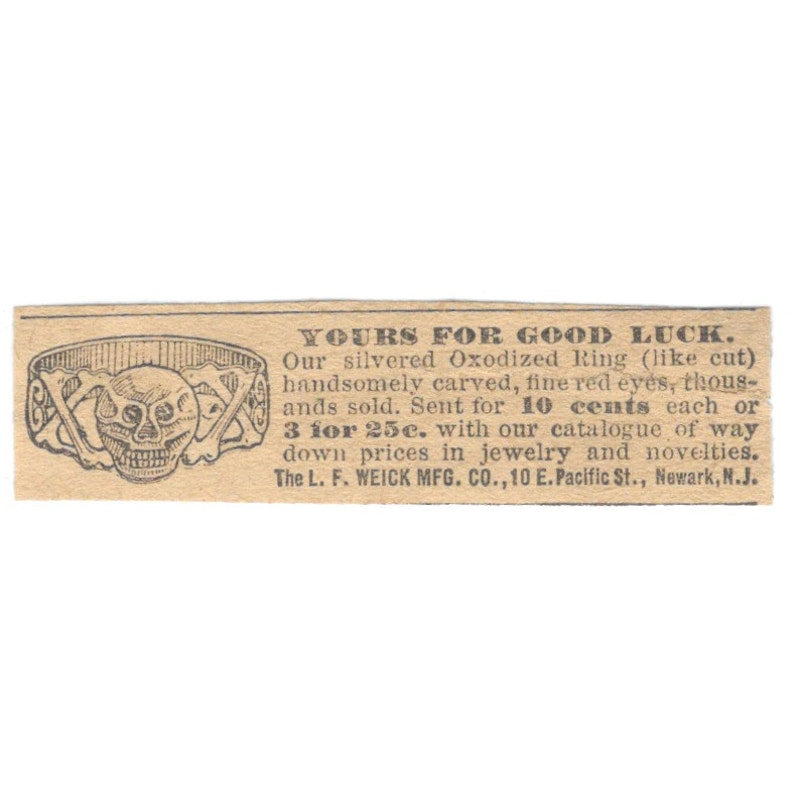 YOURS FOR GOOD LUCK.
Our silvered Oxodized Ring (like cut)
handsomely carved, fine red eyes, thous-
ands sold. Sent for 10 cents each or
3 for 25c. with our catalogue of way
down prices in jewelry and novelties.
The L. F. WEICK MFG. CO., 10 E. Pacific St., Newark, N.J.